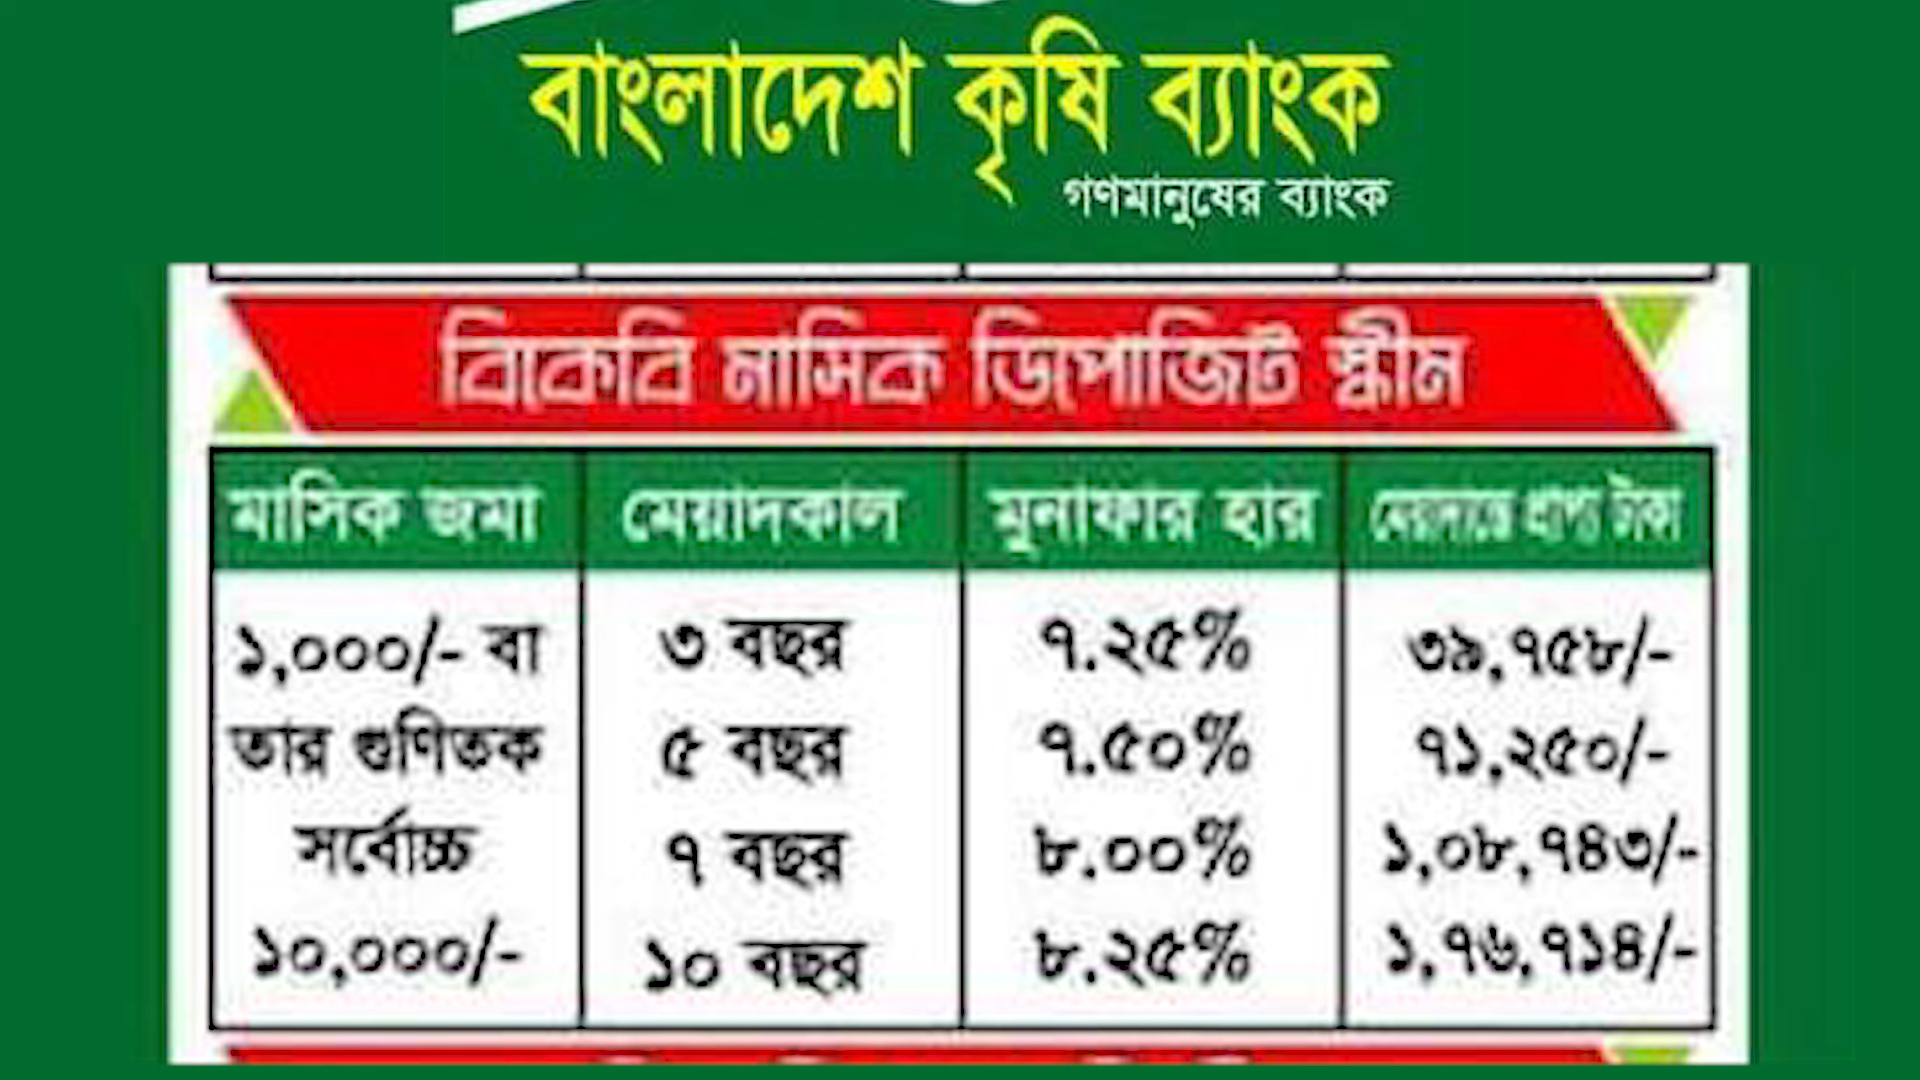 বাংলাদেশ কৃষি ব্যাংক
গণমানুষের ব্যাংক
বিকেবি মাসিক ডিপোজিট স্কীম
মাসিক জমা মেয়াদকাল মুনাফার হার মেয়াদান্তে প্রাপ্য টাকা
১,০০০/- বা ৩ বছর ৭.২৫% ৩৯,৭৫৮/-
তার গুণিতক ৫ বছর ৭.৫০% ৭১,২৫০/-
সর্বোচ্চ ৭ বছর ৮.০০% ১,০৮,৭৪৩/-
১০,০০০/- ১০ বছর ৮.২৫% ১,৭৬,৭১৪/-